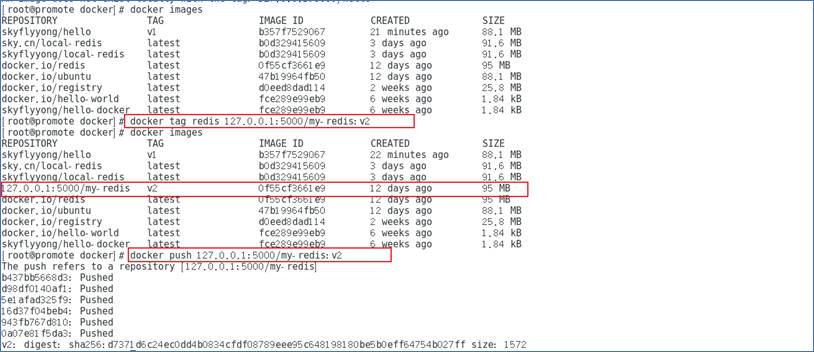 [root@promote docker]# docker images
REPOSITORY TAG IMAGE ID CREATED SIZE
skyflyyong/hello v1 b357f7529067 21 minutes ago 88.1 MB
sky.cn/local-redis latest b0d329415609 3 days ago 91.6 MB
skyflyyong/local-redis latest b0d329415609 3 days ago 91.6 MB
docker.io/redis latest 0f55cf3661e9 12 days ago 95 MB
docker.io/ubuntu latest 47b19964fb50 12 days ago 88.1 MB
docker.io/registry latest d0eed8dad114 2 weeks ago 25.8 MB
docker.io/hello-world latest fce289e99eb9 6 weeks ago 1.84 kB
skyflyyong/hello-docker latest fce289e99eb9 6 weeks ago 1.84 kB
[root@promote docker]# docker tag redis 127.0.0.1:5000/my-redis:v2
[root@promote docker]# docker images
REPOSITORY TAG IMAGE ID CREATED SIZE
skyflyyong/hello v1 b357f7529067 22 minutes ago 88.1 MB
sky.cn/local-redis latest b0d329415609 3 days ago 91.6 MB
skyflyyong/local-redis latest b0d329415609 3 days ago 91.6 MB
127.0.0.1:5000/my-redis v2 0f55cf3661e9 12 days ago 95 MB
docker.io/redis latest 0f55cf3661e9 12 days ago 95 MB
docker.io/ubuntu latest 47b19964fb50 12 days ago 88.1 MB
docker.io/registry latest d0eed8dad114 2 weeks ago 25.8 MB
docker.io/hello-world latest fce289e99eb9 6 weeks ago 1.84 kB
skyflyyong/hello-docker latest fce289e99eb9 6 weeks ago 1.84 kB
[root@promote docker]# docker push 127.0.0.1:5000/my-redis:v2
The push refers to a repository [127.0.0.1:5000/my-redis]
b437bb5668d3: Pushed
d98df0140af1: Pushed
5e1afad325f9: Pushed
16d37f04beb4: Pushed
943fb767d810: Pushed
0a07e81f5da3: Pushed
v2: digest: sha256:d7371d6c24ec0dd4b0834cfdf08789eee95c648198180be5b0eff64754b027ff size: 1572